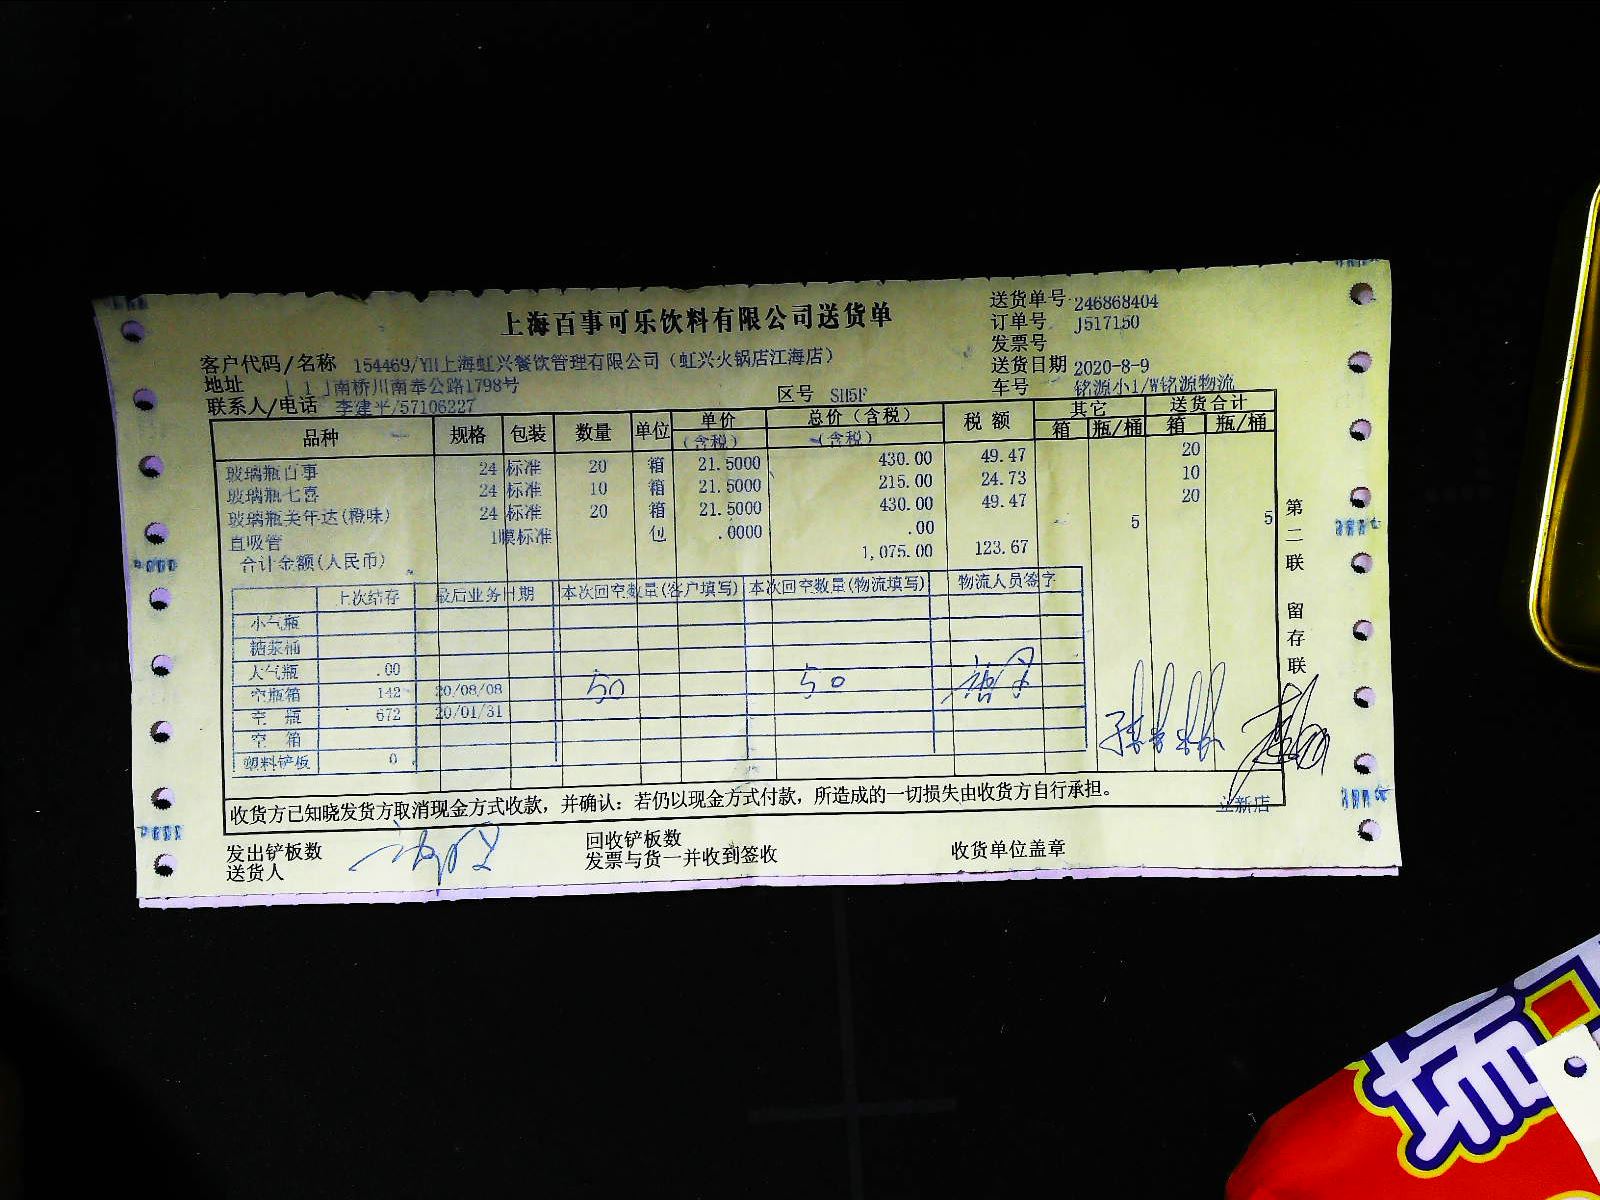 上海百事可乐饮料有限公司送货单
送货单号 246868404
订单号 J517150
发票号
送货日期 2020-8-9
车号 铭源小1/W铭源物流
客户代码/名称 154469/YH上海虹兴餐饮管理有限公司(虹兴火锅店江海店)
地址 南桥川南奉公路1798号
联系人/电话 李建平/57106227
区号 SH5F
品种 规格 包装 数量 单位 单价(含税) 总价(含税)(含税) 税额 其它 箱 瓶/桶 送货合计 箱 瓶/桶
玻璃瓶百事 24 标准 20 箱 21.5000 430.00 49.47 20
玻璃瓶七喜 24 标准 10 箱 21.5000 215.00 24.73 10
玻璃瓶美年达(橙味) 24 标准 20 箱 21.5000 430.00 49.47 20
直吸管 1膜标准 包 .0000 .00 5 5
合计金额(人民币) 1,075.00 123.67
上次结存 最后业务日期 本次回空数量(客户填写) 本次回空数量(物流填写) 物流人员签字
小气瓶
糖浆桶
大气瓶 .00
空瓶箱 142 20/08/08 50 50
空 瓶 672 20/01/31
空 箱
塑料铲板 0
收货方已知晓发货方取消现金方式收款,并确认:若仍以现金方式付款,所造成的一切损失由收货方自行承担。
立新店
发出铲板数
回收铲板数
送货人
发票与货一并收到签收
收货单位盖章
第二联 留存联